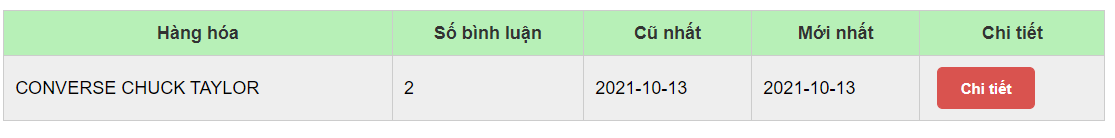 Hàng hóa Số bình luận Cũ nhất Mới nhất Chi tiết
CONVERSE CHUCK TAYLOR 2 2021-10-13 2021-10-13 Chi tiết